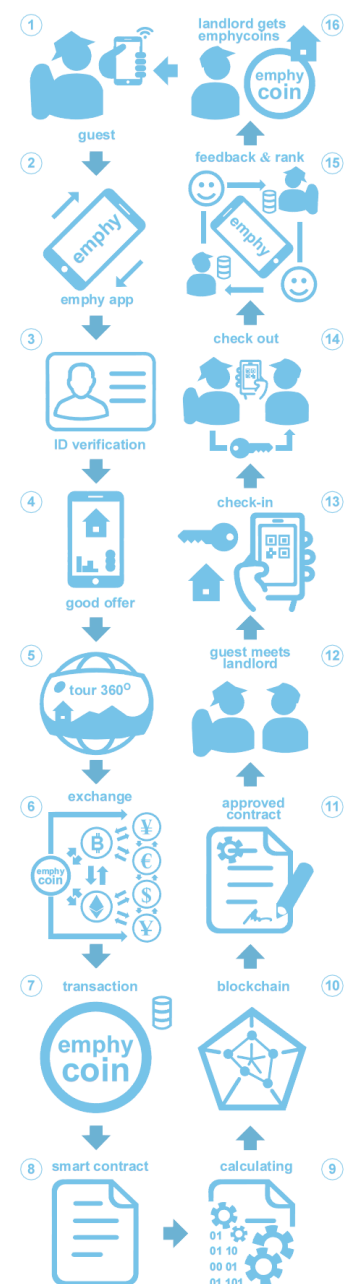 1
guest
2
emphy
emphy app
3
ID verification
4
good offer
5
tour 360°
6
exchange
emphy
coin
₿
¥
€
$
¥
7
transaction
emphy
coin
8
smart contract
9
calculating
01
01 10
00 01
01 101
10
blockchain
11
approved
contract
12
guest meets
landlord
13
check-in
14
check out
15
feedback & rank
emphy
16
landlord gets
emphycoins
emphy
coin